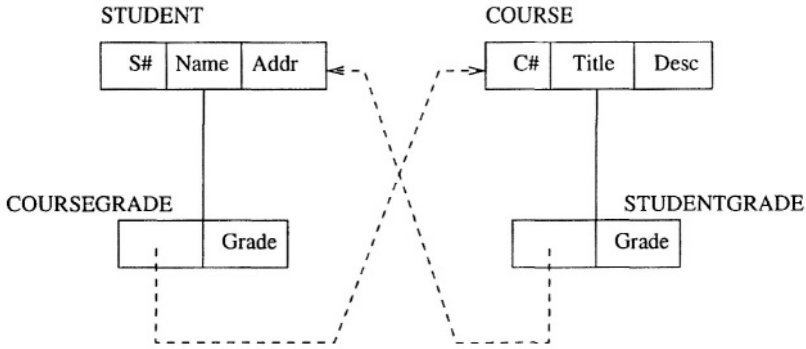 STUDENT
COURSE
S# Name Addr
C# Title Desc
COURSEGRADE
STUDENTGRADE
Grade
Grade